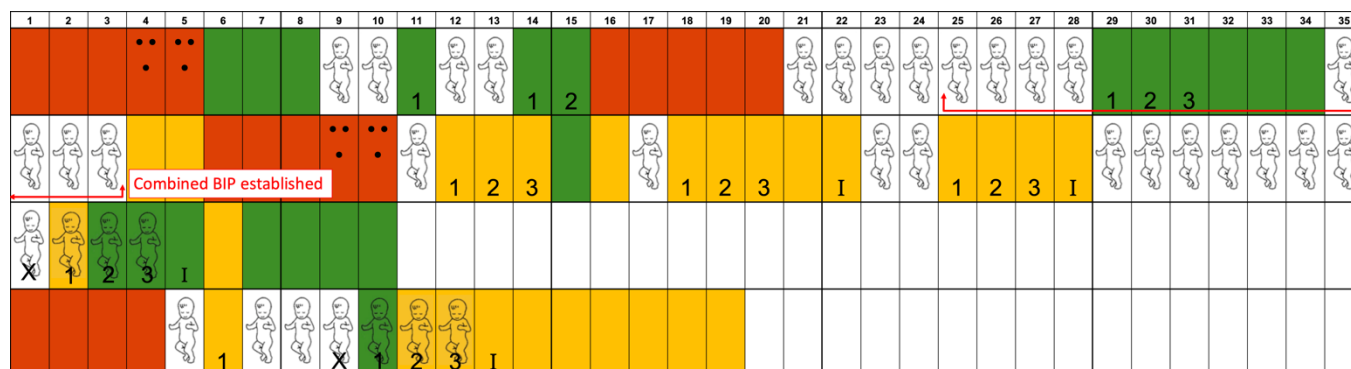 1 2 3 4 5 6 7 8 9 10 11 12 13 14 15 16 17 18 19 20 21 22 23 24 25 26 27 28 29 30 31 32 33 34 35
1 1 2 1 2 3
Combined BIP established
1 2 3 1 2 3 I 1 2 3 I
X 1 2 3 I
1 X 1 2 3 I